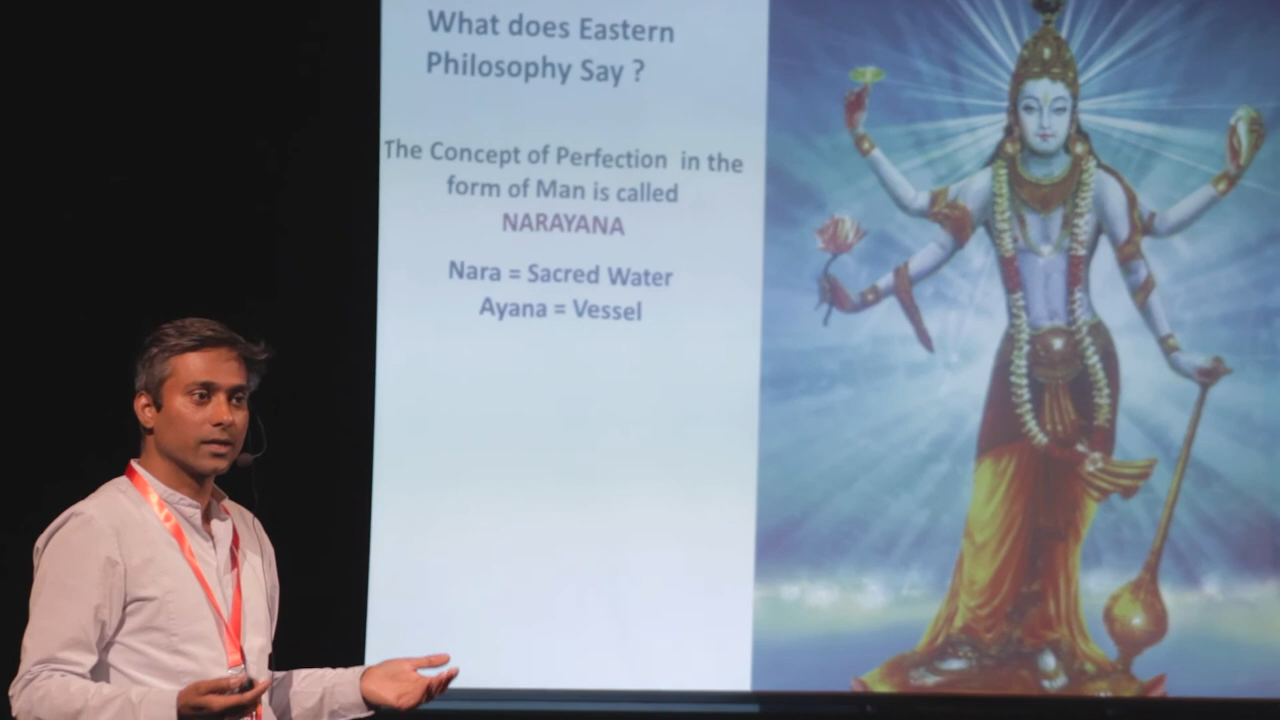 What does Eastern
Philosophy Say ?
The Concept of Perfection in the
form of Man is called
NARAYANA
Nara = Sacred Water
Ayana = Vessel